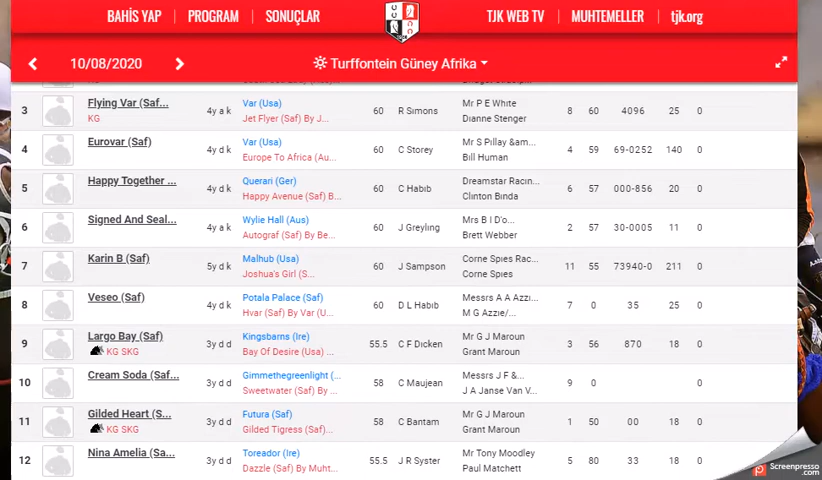 BAHİS YAP PROGRAM SONUÇLAR TJK WEB TV MUHTEMELLER tjk.org
10/08/2020 Turffontein Güney Afrika
3 Flying Var (Saf... 4y a k Var (Usa) 60 R Simons Mr P E White 8 60 4096 25 0
KG Jet Flyer (Saf) By J... Dianne Stenger
4 Eurovar (Saf) 4y d k Var (Usa) 60 C Storey Mr S Pillay &am... 4 59 69-0252 140 0
Europe To Africa (Au... Bill Human
5 Happy Together ... 4y d k Querari (Ger) 60 C Habib Dreamstar Racin... 6 57 000-856 20 0
Happy Avenue (Saf) B... Clinton Binda
6 Signed And Seal... 4y a k Wylie Hall (Aus) 60 J Greyling Mrs B I D'o... 2 57 30-0005 11 0
Autograf (Saf) By Be... Brett Webber
7 Karin B (Saf) 5y d k Malhub (Usa) 60 J Sampson Corne Spies Rac... 11 55 73940-0 211 0
Joshua's Girl (S... Corne Spies
8 Veseo (Saf) 4y d k Potala Palace (Saf) 60 D L Habib Messrs A A Azzi... 7 0 35 25 0
Hvar (Saf) By Var (U... M G Azzie/...
9 Largo Bay (Saf) 3y d d Kingsbarns (Ire) 55.5 C F Dicken Mr G J Maroun 3 56 870 18 0
KG SKG Bay Of Desire (Usa) ... Grant Maroun
10 Cream Soda (Saf... 3y d d Gimmethegreenlight (... 58 C Maujean Messrs J F &... 9 0 0
Sweetwater (Saf) By ... J A Janse Van V...
11 Gilded Heart (S... 3y d d Futura (Saf) 58 C Bantam Mr G J Maroun 1 50 00 18 0
KG SKG Gilded Tigress (Saf)... Grant Maroun
12 Nina Amelia (Sa... 3y d d Toreador (Ire) 55.5 J R Syster Mr Tony Moodley 5 80 33 18 0
Dazzle (Saf) By Muht... Paul Matchett
Screenpresso
.com